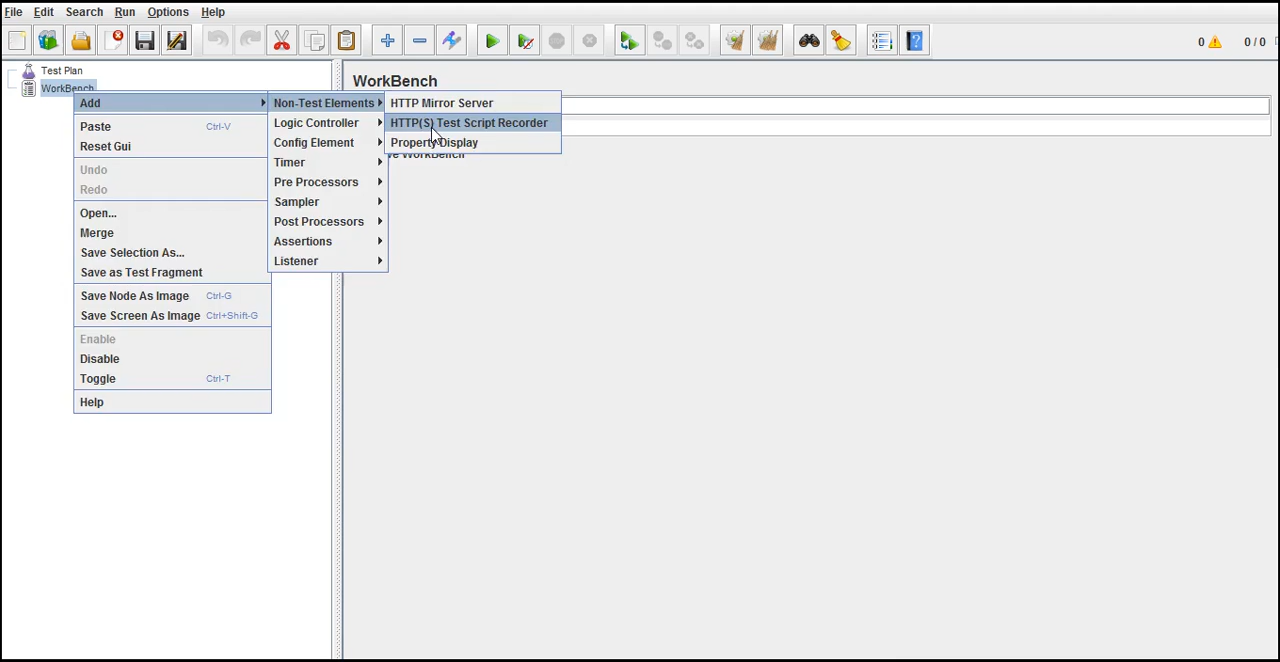 File Edit Search Run Options Help
0 0 / 0
Test Plan
WorkBench
WorkBench
Add
Paste Ctrl-V
Reset Gui
Undo
Redo
Open...
Merge
Save Selection As...
Save as Test Fragment
Save Node As Image Ctrl-G
Save Screen As Image Ctrl+Shift-G
Enable
Disable
Toggle Ctrl-T
Help
Non-Test Elements
Logic Controller
Config Element
Timer
Pre Processors
Sampler
Post Processors
Assertions
Listener
HTTP Mirror Server
HTTP(S) Test Script Recorder
Property Display
WorkBench